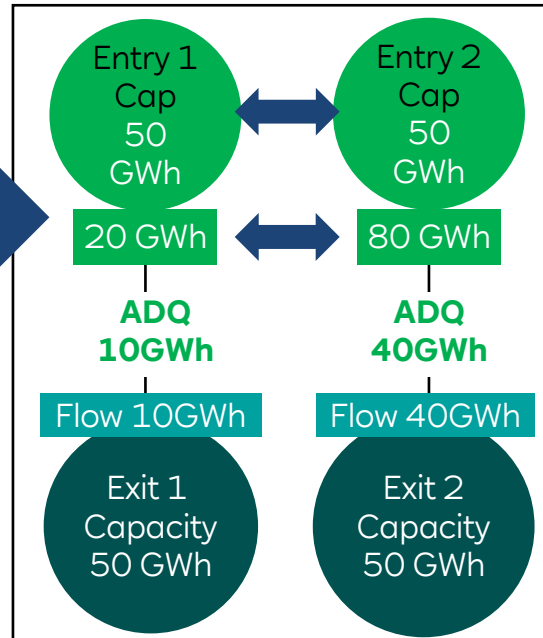 Entry 1
Cap
50
GWh
20 GWh
ADQ
10GWh
Flow 10GWh
Exit 1
Capacity
50 GWh
Entry 2
Cap
50
GWh
80 GWh
ADQ
40GWh
Flow 40GWh
Exit 2
Capacity
50 GWh